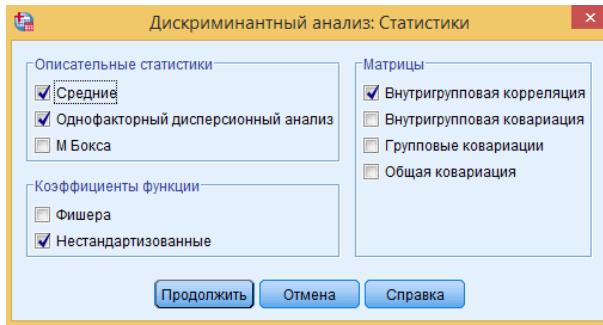 Дискриминантный анализ: Статистики
Описательные статистики
Средние
Однофакторный дисперсионный анализ
М Бокса
Коэффициенты функции
Фишера
Нестандартизованные
Матрицы
Внутригрупповая корреляция
Внутригрупповая ковариация
Групповые ковариации
Общая ковариация
Продолжить Отмена Справка